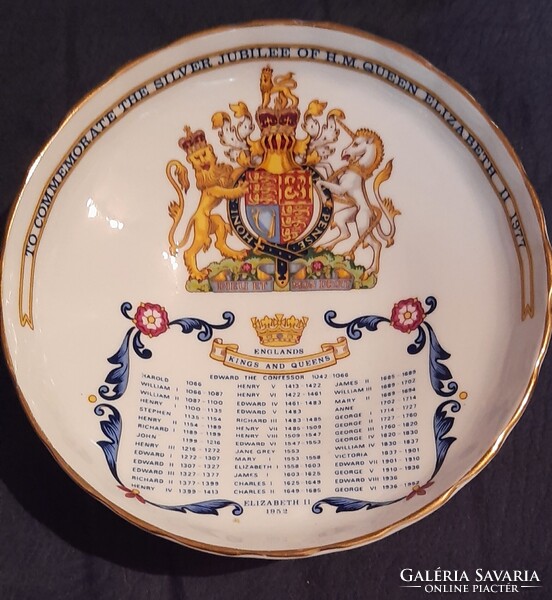 TO COMMEMORATE THE SILVER JUBILEE OF H.M. QUEEN ELIZABETH II 1977
HONI PENSE
DIEU ET
ENGLANDS
KINGS AND QUEENS
EDWARD THE CONFESSOR 1042-1066
HAROLD 1066
WILLIAM I 1066-1087
WILLIAM II 1087-1100
HENRY I 1100-1135
STEPHEN 1135-1154
HENRY II 1154-1189
RICHARD I 1189-1199
JOHN 1199-1216
HENRY III 1216-1272
EDWARD I 1272-1307
EDWARD II 1307-1327
EDWARD III 1327-1377
RICHARD II 1377-1399
HENRY IV 1399-1413
HENRY V 1413-1422
HENRY VI 1422-1461
EDWARD IV 1461-1483
EDWARD V 1483
RICHARD III 1483-1485
HENRY VII 1485-1509
HENRY VIII 1509-1547
EDWARD VI 1547-1553
JANE GREY 1553
MARY I 1553-1558
ELIZABETH I 1558-1603
JAMES I 1603-1625
CHARLES I 1625-1649
CHARLES II 1649-1685
JAMES II 1685-1689
WILLIAM III 1689-1702
MARY II 1689-1694
ANNE 1701-1714
GEORGE I 1714-1727
GEORGE II 1727-1760
GEORGE III 1760-1820
GEORGE IV 1820-1830
WILLIAM IV 1830-1837
VICTORIA 1837-1901
EDWARD VII 1901-1910
GEORGE V 1910-1936
EDWARD VIII 1936
GEORGE VI 1936-1952
ELIZABETH II
1952
GALÉRIA SAVARIA
ONLINE PIACTÉR